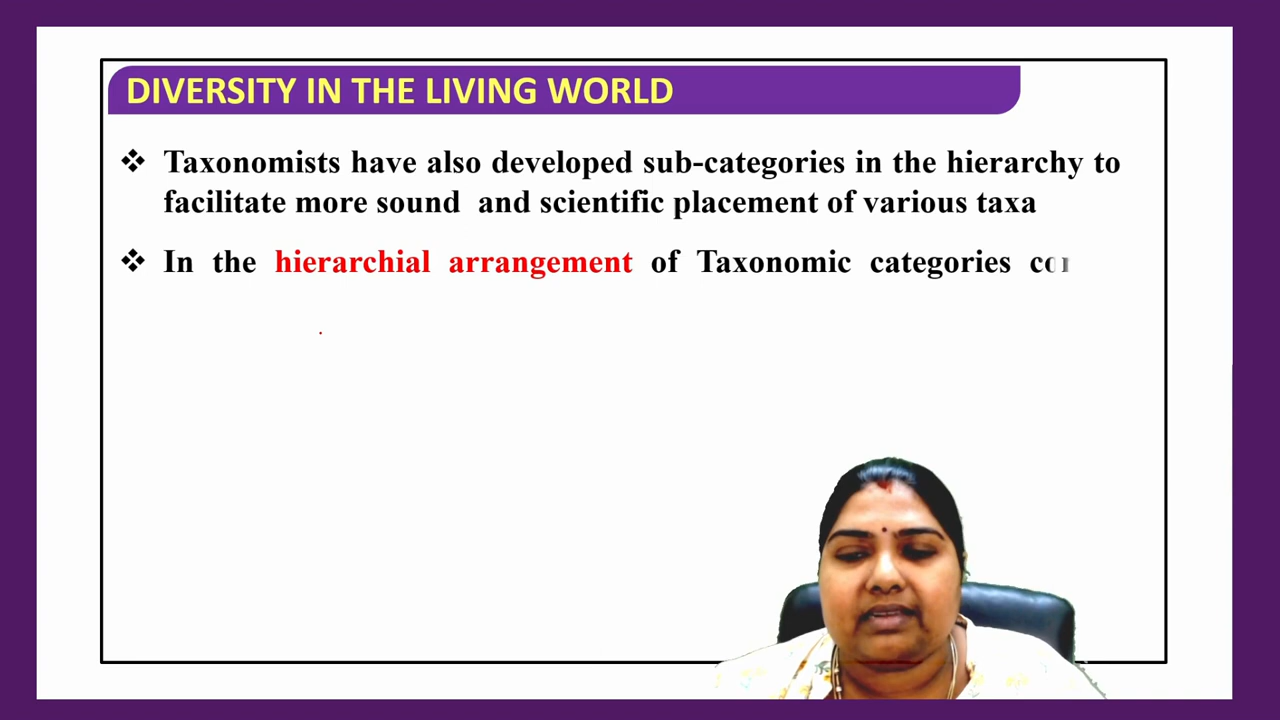 DIVERSITY IN THE LIVING WORLD
❖ Taxonomists have also developed sub-categories in the hierarchy to
facilitate more sound and scientific placement of various taxa
❖ In the hierarchial arrangement of Taxonomic categories